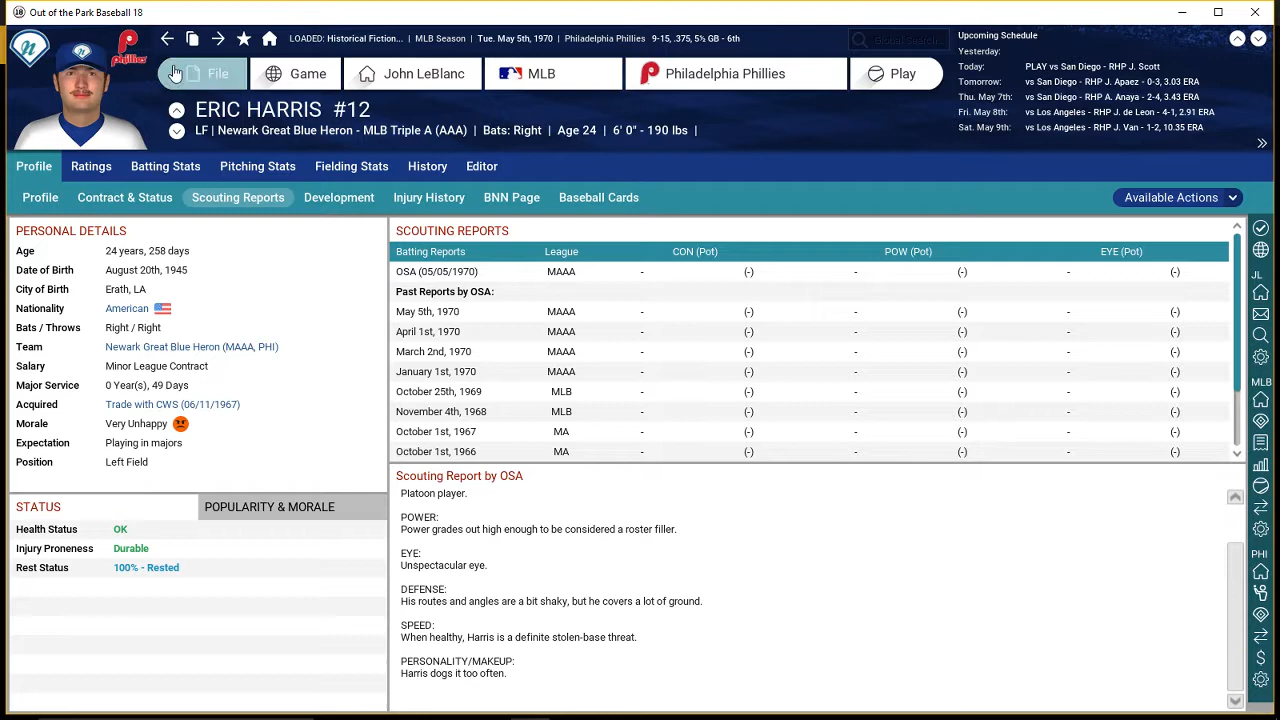 Out of the Park Baseball 18
LOADED: Historical Fiction... | MLB Season | Tue. May 5th, 1970 | Philadelphia Phillies 9-15, .375, 5½ GB - 6th
Global Search...
File
Game
John LeBlanc
MLB
Philadelphia Phillies
Play
Upcoming Schedule
Yesterday:
Today: PLAY vs San Diego - RHP J. Scott
Tomorrow: vs San Diego - RHP J. Apaez - 0-3, 3.03 ERA
Thu. May 7th: vs San Diego - RHP A. Anaya - 2-4, 3.43 ERA
Fri. May 8th: vs Los Angeles - RHP J. de Leon - 4-1, 2.91 ERA
Sat. May 9th: vs Los Angeles - RHP J. Van - 1-2, 10.35 ERA
Phillies
ERIC HARRIS #12
LF | Newark Great Blue Heron - MLB Triple A (AAA) | Bats: Right | Age 24 | 6' 0" - 190 lbs |
Profile Ratings Batting Stats Pitching Stats Fielding Stats History Editor
Profile Contract & Status Scouting Reports Development Injury History BNN Page Baseball Cards Available Actions
PERSONAL DETAILS
Age 24 years, 258 days
Date of Birth August 20th, 1945
City of Birth Erath, LA
Nationality American
Bats / Throws Right / Right
Team Newark Great Blue Heron (MAAA, PHI)
Salary Minor League Contract
Major Service 0 Year(s), 49 Days
Acquired Trade with CWS (06/11/1967)
Morale Very Unhappy
Expectation Playing in majors
Position Left Field
STATUS POPULARITY & MORALE
Health Status OK
Injury Proneness Durable
Rest Status 100% - Rested
SCOUTING REPORTS
Batting Reports League CON (Pot) POW (Pot) EYE (Pot)
OSA (05/05/1970) MAAA - (-) - (-) - (-)
Past Reports by OSA:
May 5th, 1970 MAAA - (-) - (-) - (-)
April 1st, 1970 MAAA - (-) - (-) - (-)
March 2nd, 1970 MAAA - (-) - (-) - (-)
January 1st, 1970 MAAA - (-) - (-) - (-)
October 25th, 1969 MLB - (-) - (-) - (-)
November 4th, 1968 MLB - (-) - (-) - (-)
October 1st, 1967 MA - (-) - (-) - (-)
October 1st, 1966 MA - (-) - (-) - (-)
Scouting Report by OSA
Platoon player.
POWER:
Power grades out high enough to be considered a roster filler.
EYE:
Unspectacular eye.
DEFENSE:
His routes and angles are a bit shaky, but he covers a lot of ground.
SPEED:
When healthy, Harris is a definite stolen-base threat.
PERSONALITY/MAKEUP:
Harris dogs it too often.
JL
MLB
PHI